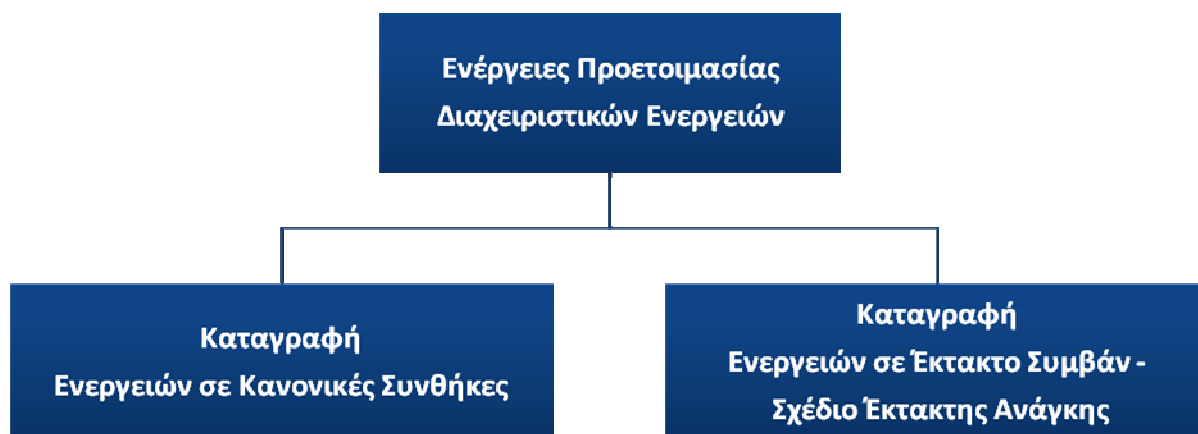 Ενέργειες Προετοιμασίας
Διαχειριστικών Ενεργειών
Καταγραφή
Ενεργειών σε Κανονικές Συνθήκες
Καταγραφή
Ενεργειών σε Έκτακτο Συμβάν -
Σχέδιο Έκτακτης Ανάγκης